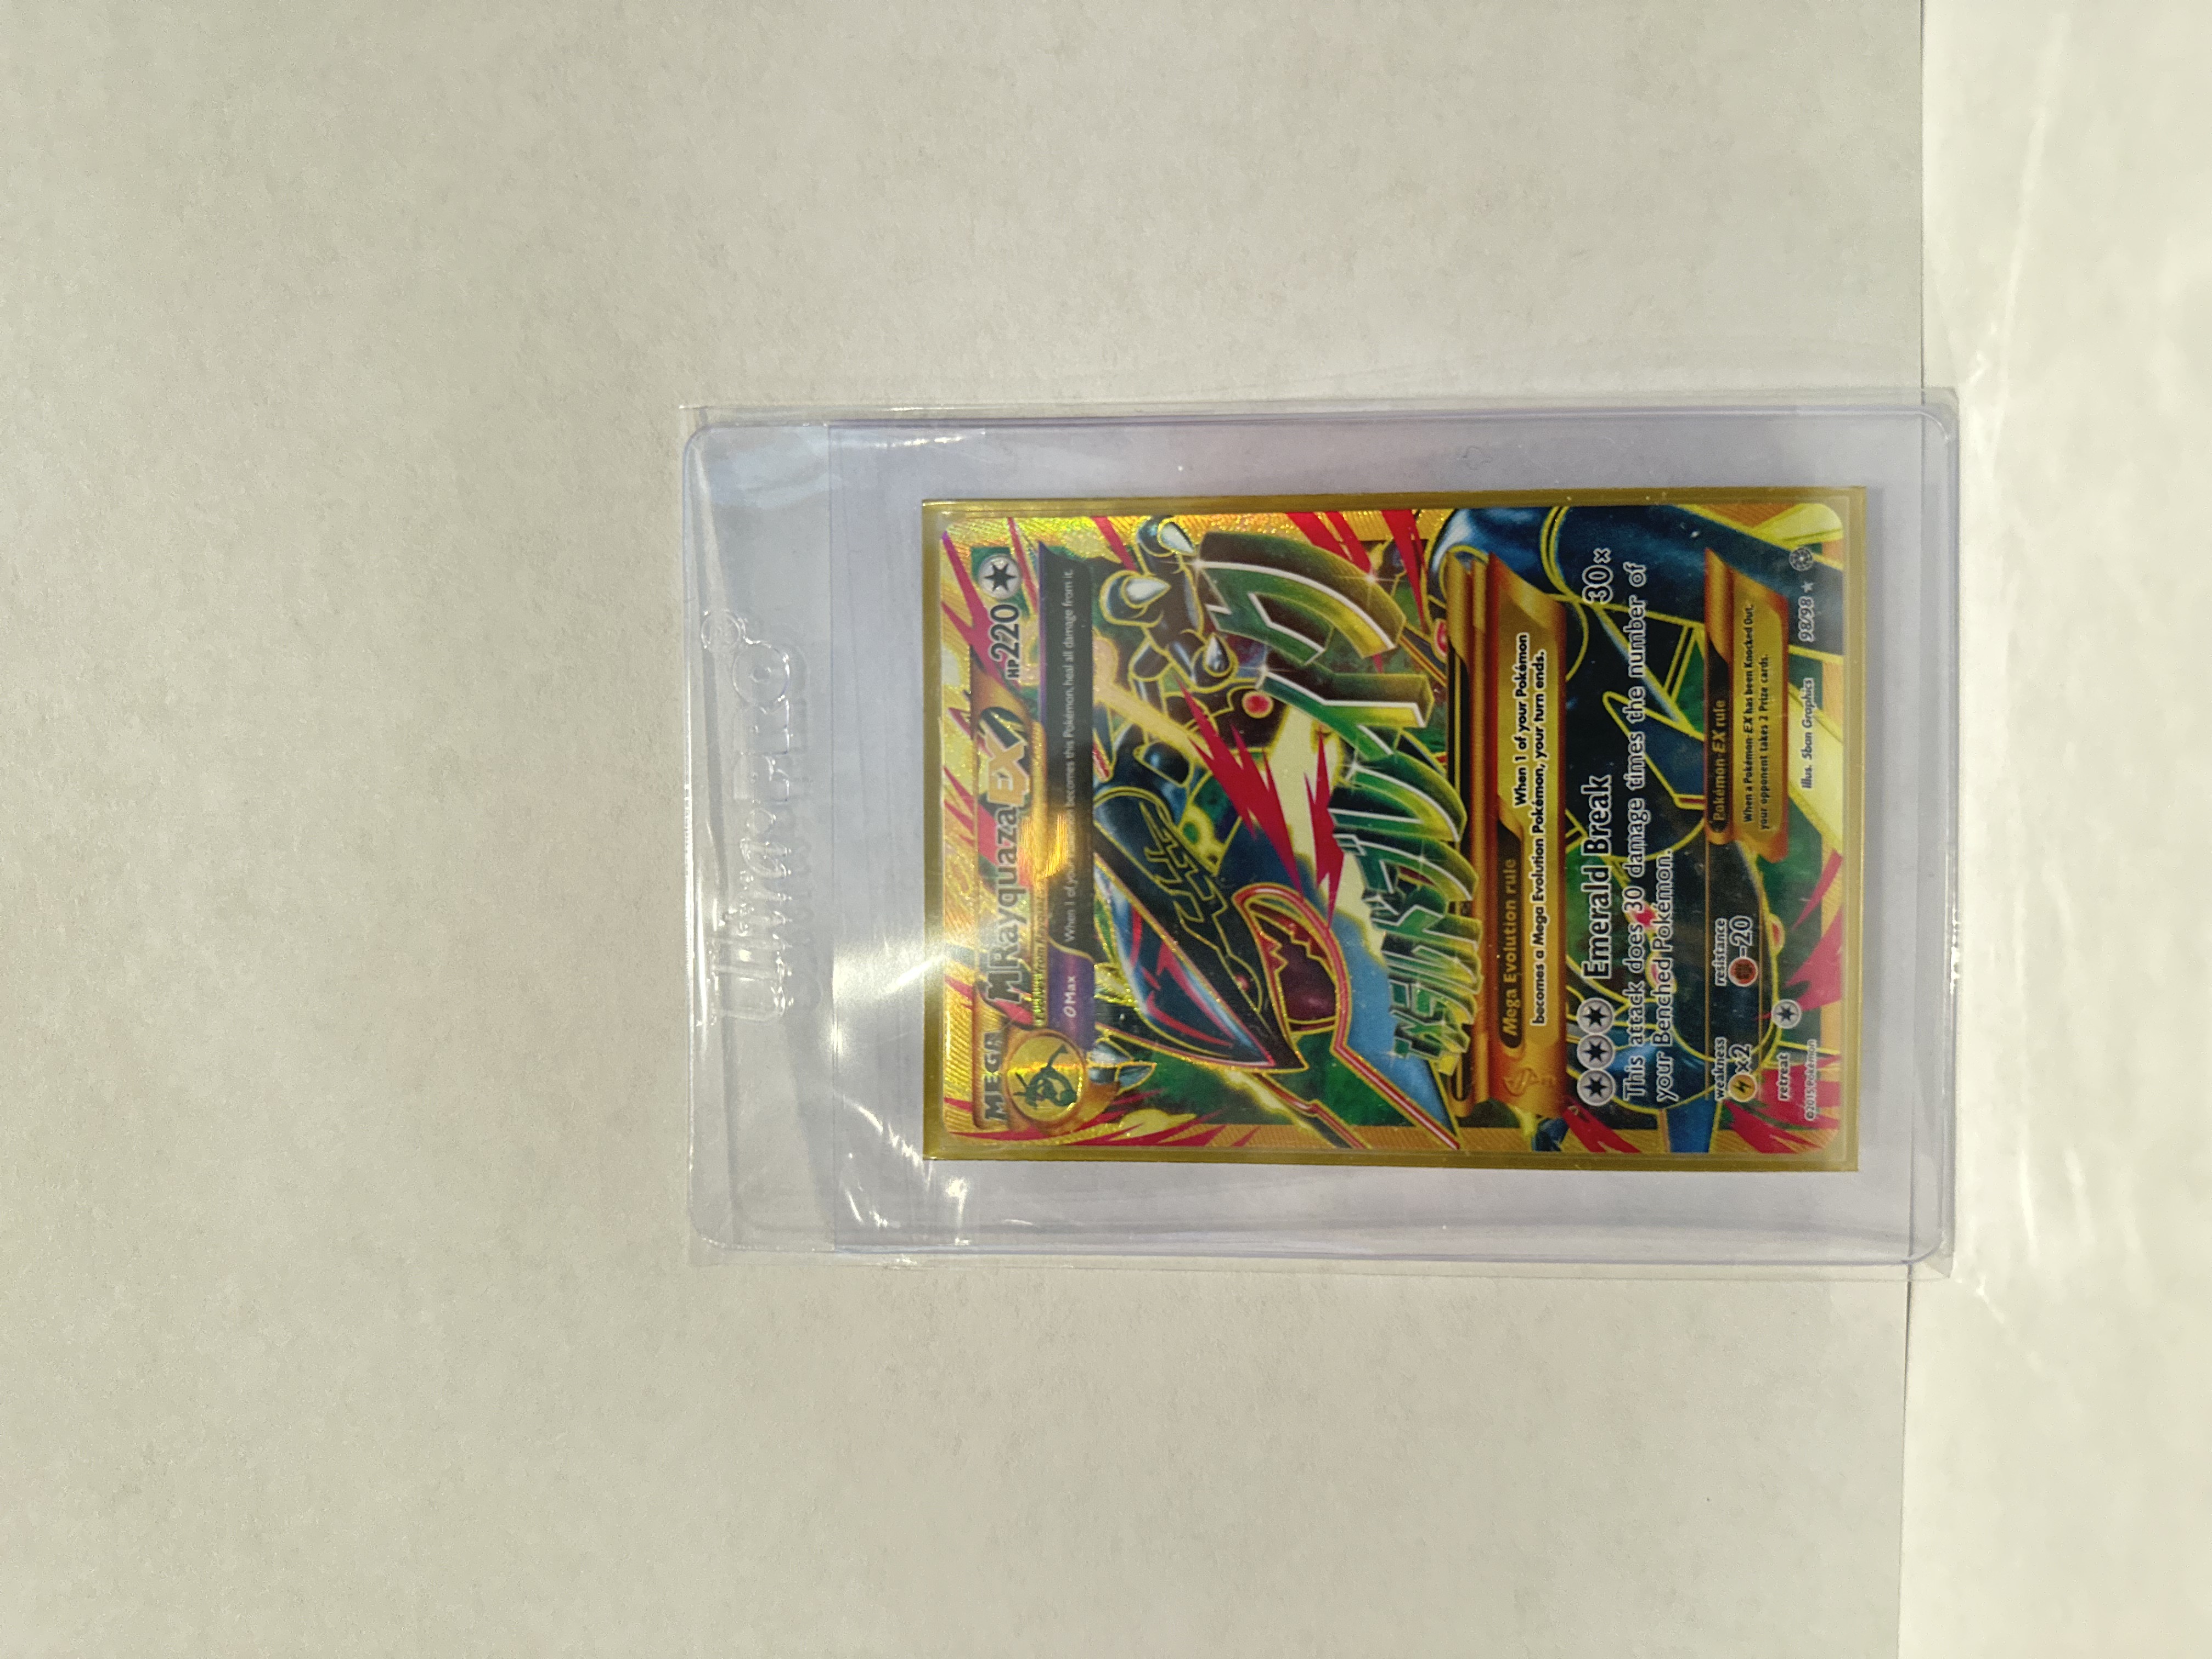 Ultra·PRO®
MEGA
M Rayquaza EX HP220
Evolves from Rayquaza-
θ Max When 1 of your Pokémon becomes this Pokémon, heal all damage from it.
エメラルドブレイク
Mega Evolution rule When 1 of your Pokémon
becomes a Mega Evolution Pokémon, your turn ends.
Emerald Break 30×
This attack does 30 damage times the number of
your Benched Pokémon.
weakness resistance Pokémon-EX rule
×2 -20 When a Pokémon-EX has been Knocked Out,
your opponent takes 2 Prize cards.
retreat
©2015 Pokémon Illus. 5ban Graphics 98/98 ★